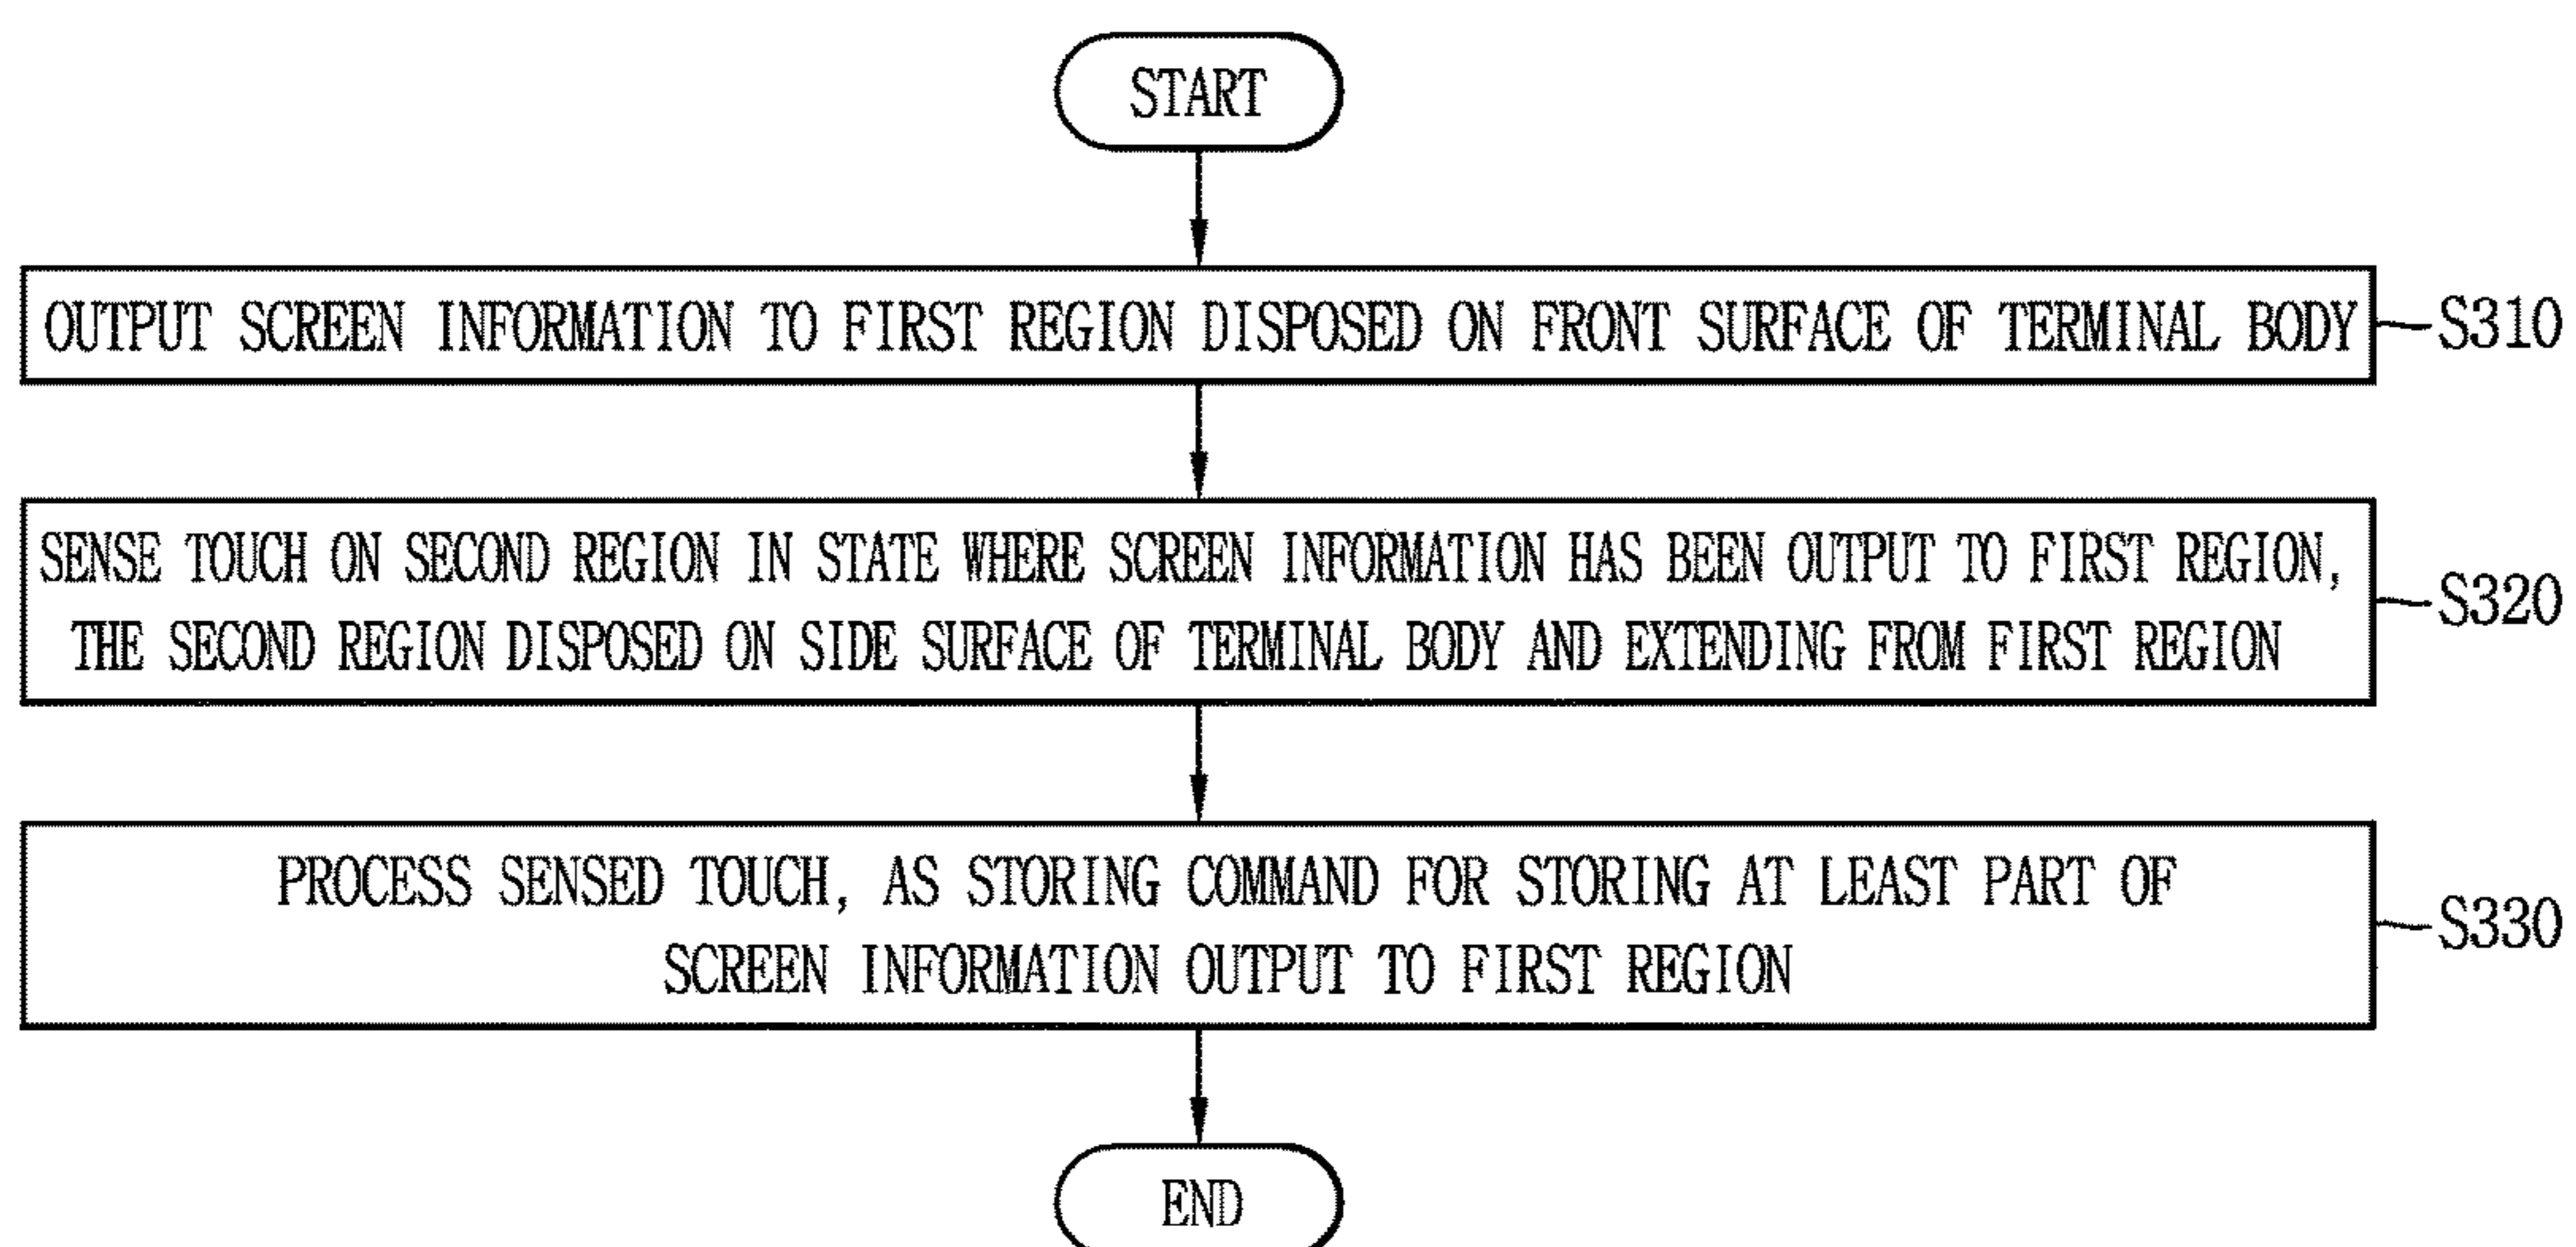 START
OUTPUT SCREEN INFORMATION TO FIRST REGION DISPOSED ON FRONT SURFACE OF TERMINAL BODY
S310
SENSE TOUCH ON SECOND REGION IN STATE WHERE SCREEN INFORMATION HAS BEEN OUTPUT TO FIRST REGION,
THE SECOND REGION DISPOSED ON SIDE SURFACE OF TERMINAL BODY AND EXTENDING FROM FIRST REGION
S320
PROCESS SENSED TOUCH, AS STORING COMMAND FOR STORING AT LEAST PART OF
SCREEN INFORMATION OUTPUT TO FIRST REGION
S330
END